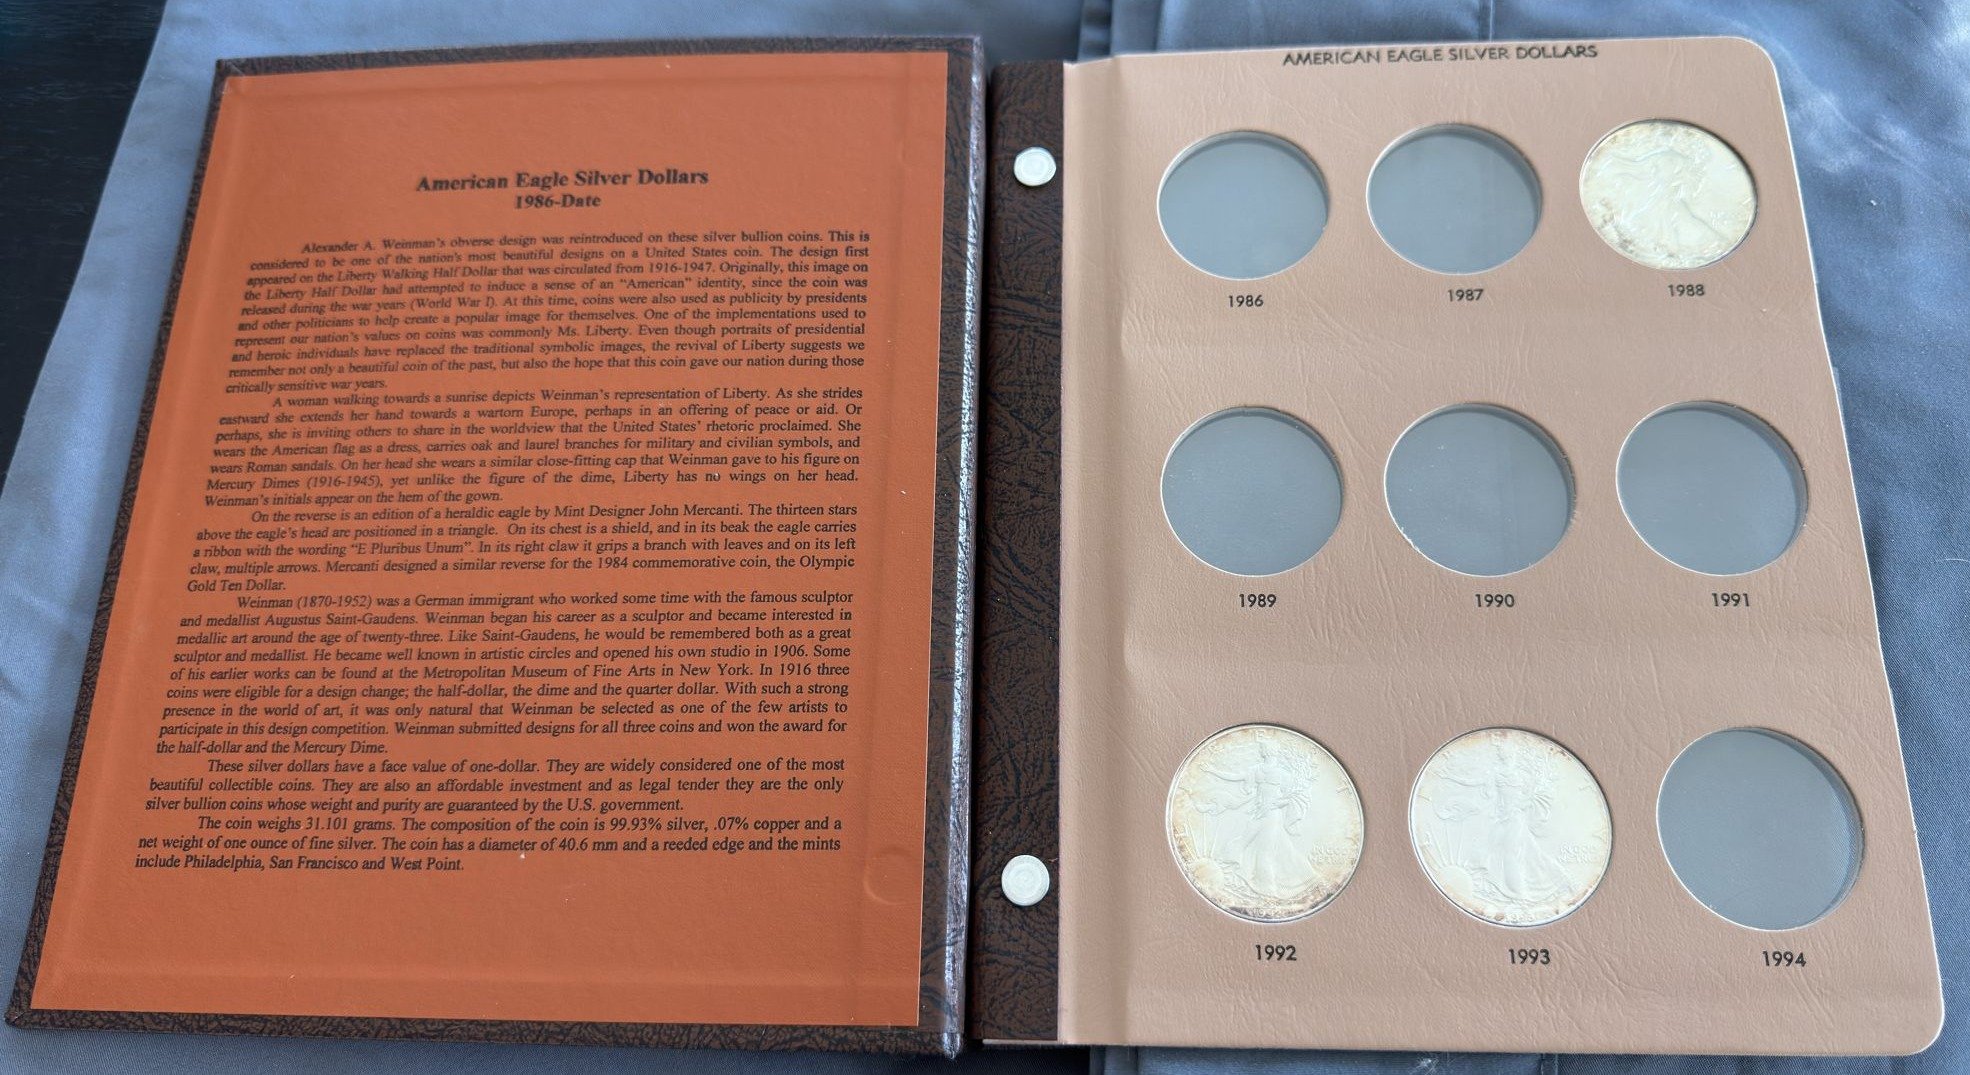 American Eagle Silver Dollars
1986-Date
Alexander A. Weinman's obverse design was reintroduced on these silver bullion coins. This is
considered to be one of the nation's most beautiful designs on a United States coin. The design first
appeared on the Liberty Walking Half Dollar that was circulated from 1916-1947. Originally, this image on
the Liberty Half Dollar had attempted to induce a sense of an "American" identity, since the coin was
released during the war years (World War I). At this time, coins were also used as publicity by presidents
and other politicians to help create a popular image for themselves. One of the implementations used to
represent our nation's values on coins was commonly Ms. Liberty. Even though portraits of presidential
and heroic individuals have replaced the traditional symbolic images, the revival of Liberty suggests we
remember not only a beautiful coin of the past, but also the hope that this coin gave our nation during those
critically sensitive war years.
A woman walking towards a sunrise depicts Weinman's representation of Liberty. As she strides
eastward she extends her hand towards a wartorn Europe, perhaps in an offering of peace or aid. Or
perhaps, she is inviting others to share in the worldview that the United States' rhetoric proclaimed. She
wears the American flag as a dress, carries oak and laurel branches for military and civilian symbols, and
wears Roman sandals. On her head she wears a similar close-fitting cap that Weinman gave to his figure on
Mercury Dimes (1916-1945), yet unlike the figure of the dime, Liberty has no wings on her head.
Weinman's initials appear on the hem of the gown.
On the reverse is an edition of a heraldic eagle by Mint Designer John Mercanti. The thirteen stars
above the eagle's head are positioned in a triangle. On its chest is a shield, and in its beak the eagle carries
a ribbon with the wording "E Pluribus Unum". In its right claw it grips a branch with leaves and on its left
claw, multiple arrows. Mercanti designed a similar reverse for the 1984 commemorative coin, the Olympic
Gold Ten Dollar.
Weinman (1870-1952) was a German immigrant who worked some time with the famous sculptor
and medallist Augustus Saint-Gaudens. Weinman began his career as a sculptor and became interested in
medallic art around the age of twenty-three. Like Saint-Gaudens, he would be remembered both as a great
sculptor and medallist. He became well known in artistic circles and opened his own studio in 1906. Some
of his earlier works can be found at the Metropolitan Museum of Fine Arts in New York. In 1916 three
coins were eligible for a design change; the half-dollar, the dime and the quarter dollar. With such a strong
presence in the world of art, it was only natural that Weinman be selected as one of the few artists to
participate in this design competition. Weinman submitted designs for all three coins and won the award for
the half-dollar and the Mercury Dime.
These silver dollars have a face value of one-dollar. They are widely considered one of the most
beautiful collectible coins. They are also an affordable investment and as legal tender they are the only
silver bullion coins whose weight and purity are guaranteed by the U.S. government.
The coin weighs 31.101 grams. The composition of the coin is 99.93% silver, .07% copper and a
net weight of one ounce of fine silver. The coin has a diameter of 40.6 mm and a reeded edge and the mints
include Philadelphia, San Francisco and West Point.
AMERICAN EAGLE SILVER DOLLARS
1986
1987
1988
1989
1990
1991
1992
1993
1994